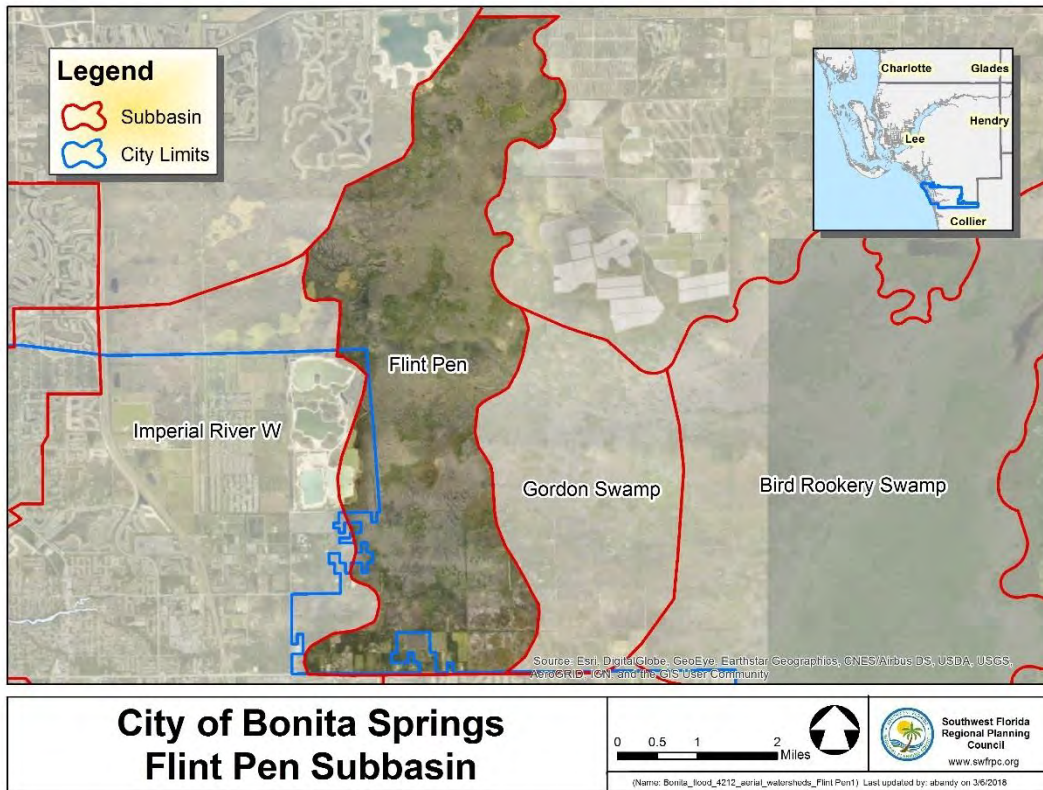 Legend
Subbasin
City Limits
Charlotte
Glades
Hendry
Lee
Collier
Flint Pen
Imperial River W
Gordon Swamp
Bird Rookery Swamp
Source: Esri, DigitalGlobe, GeoEye, Earthstar Geographics, CNES/Airbus DS, USDA, USGS,
AeroGRID, IGN, and the GIS User Community
City of Bonita Springs
Flint Pen Subbasin
0 0.5 1 2
Miles
Southwest Florida
Regional Planning
Council
www.swfrpc.org
(Name: Bonita_flood_4212_aerial_watersheds_Flint Pen1) Last updated by: abandy on 3/6/2018